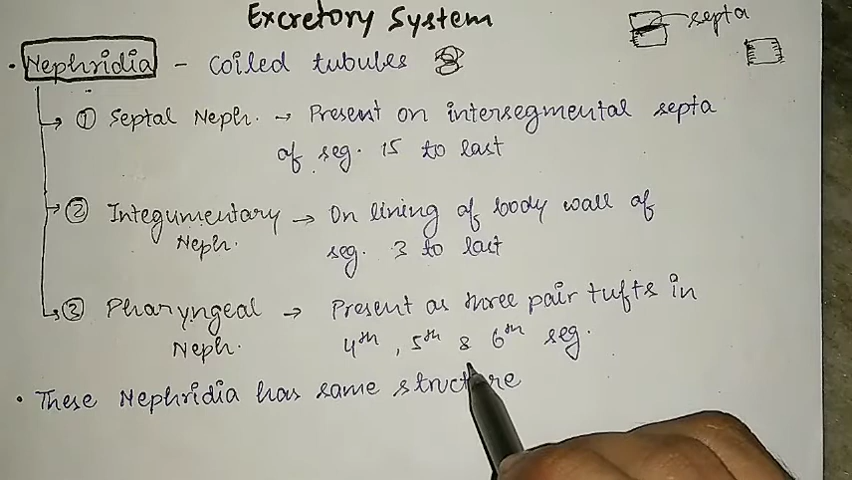 Excretory System
septa
• Nephridia - coiled tubules
→ ① Septal Neph. → Present on intersegmental septa
of seg. 15 to last
→ ② Integumentary → On lining of body wall of
Neph. seg. 3 to last
→ ③ Pharyngeal → Present as three pair tufts in
Neph. 4th, 5th & 6th seg.
• These Nephridia has same structure